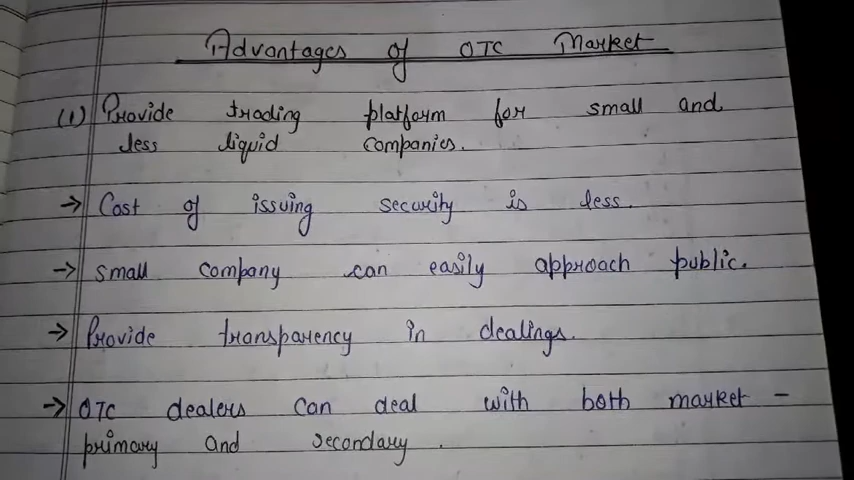 Advantages of OTC Market
(1) Provide trading platform for small and
less liquid companies.
→ Cost of issuing security is less.
→ Small company can easily approach public.
→ Provide transparency in dealings.
→ OTC dealers can deal with both market -
primary and secondary.